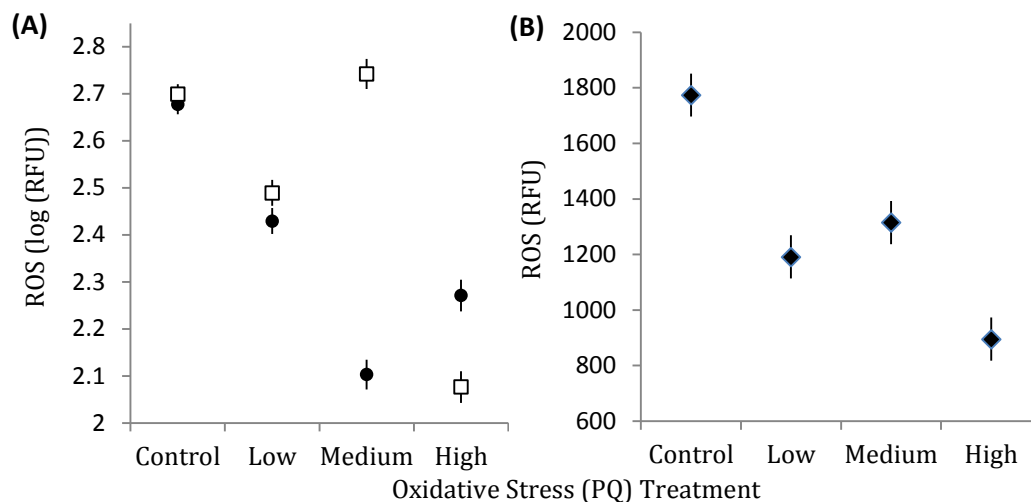 (A)
ROS (log (RFU))
2.8
2.7
2.6
2.5
2.4
2.3
2.2
2.1
2
Control Low Medium High
(B)
ROS (RFU)
2000
1800
1600
1400
1200
1000
800
600
Control Low Medium High
Oxidative Stress (PQ) Treatment